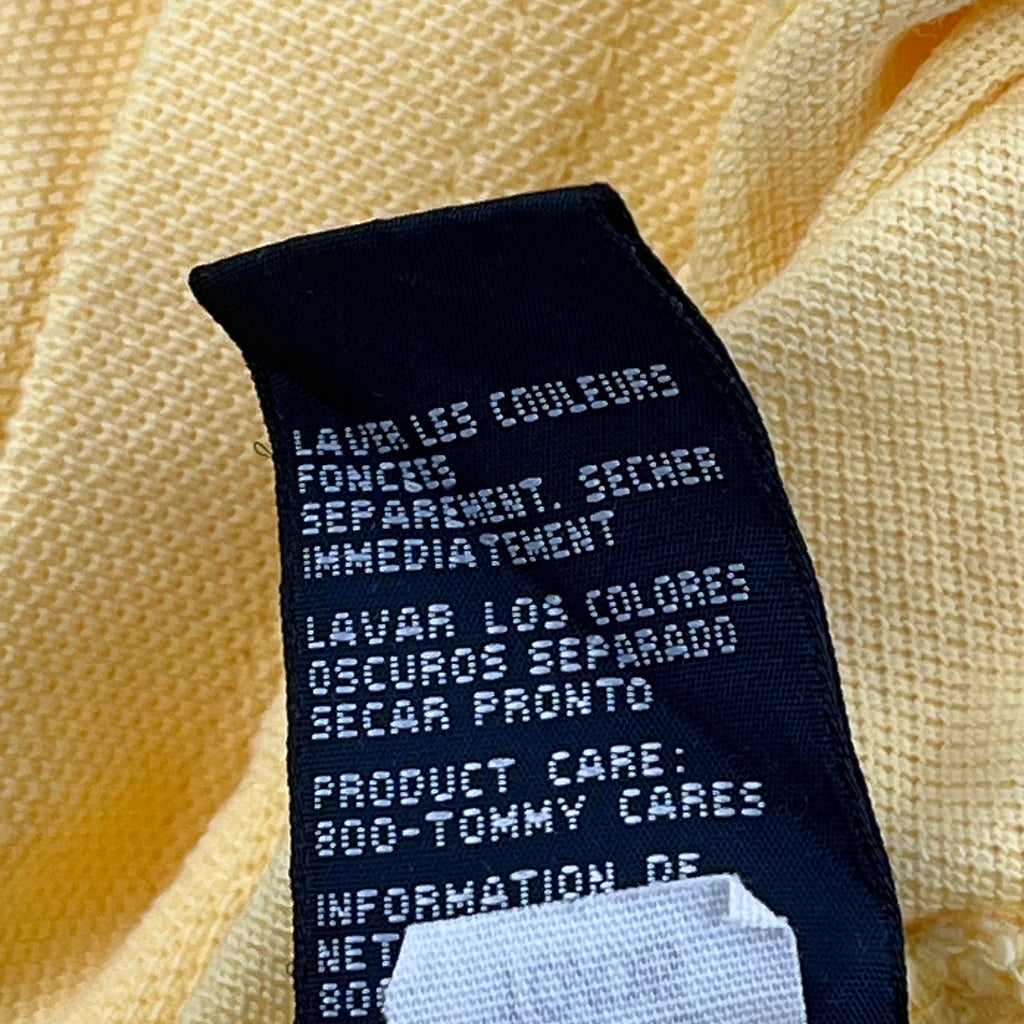 LAVER LES COULEURS
FONCEES
SEPAREMENT. SECHER
IMMEDIATEMENT
LAVAR LOS COLORES
OSCUROS SEPARADO
SECAR PRONTO
PRODUCT CARE:
800-TOMMY CARES
INFORMATION DE